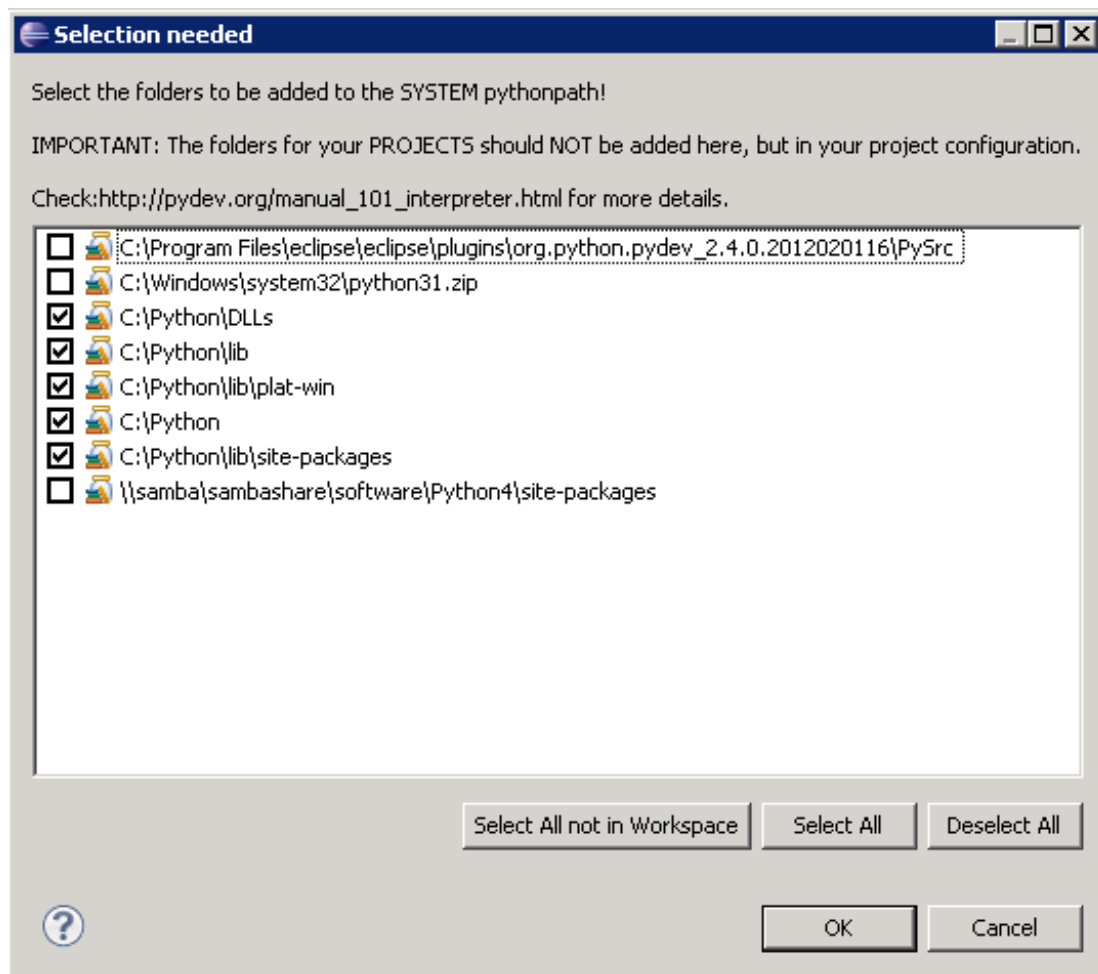 Selection needed
Select the folders to be added to the SYSTEM pythonpath!
IMPORTANT: The folders for your PROJECTS should NOT be added here, but in your project configuration.
Check:http://pydev.org/manual_101_interpreter.html for more details.
C:\Program Files\eclipse\eclipse\plugins\org.python.pydev_2.4.0.2012020116\PySrc
C:\Windows\system32\python31.zip
C:\Python\DLLs
C:\Python\lib
C:\Python\lib\plat-win
C:\Python
C:\Python\lib\site-packages
\\samba\sambashare\software\Python4\site-packages
Select All not in Workspace Select All Deselect All
? OK Cancel